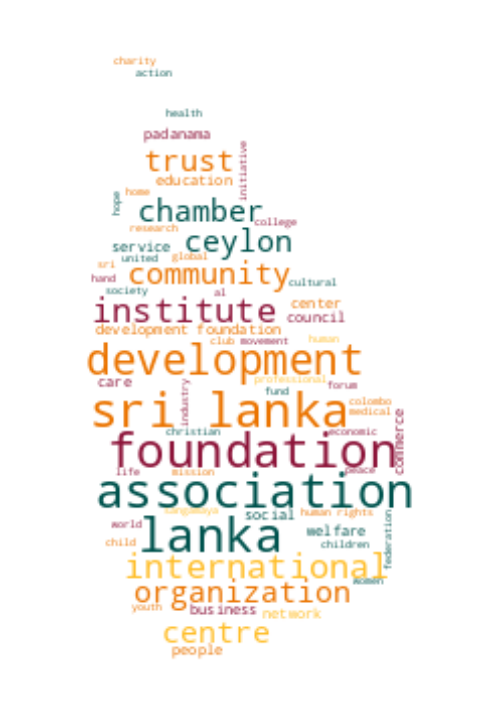 charity
action
health
padanama
initiative
trust
education
hope
home
chamber
college
research
ceylon
service
united
global
sri
community
hand
cultural
society
al
institute
center
council
development foundation
club
movement
human
development
care
professional
forum
industry
fund
sri lanka
colombo
medical
commerce
christian
economic
foundation
life
mission
peace
association
sangamaya
social
human rights
world
lanka
welfare
federation
child
children
international
women
organization
youth
business
network
centre
people